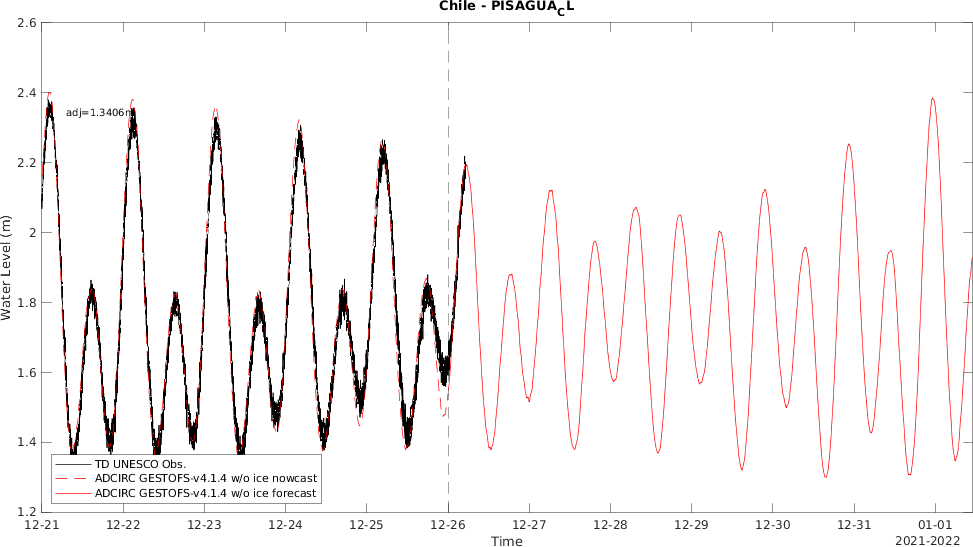 Chile - PISAGUA_CL
2.6
2.4
2.2
2
1.8
1.6
1.4
1.2
Water Level (m)
adj=1.3406m
TD UNESCO Obs.
ADCIRC GESTOFS-v4.1.4 w/o ice nowcast
ADCIRC GESTOFS-v4.1.4 w/o ice forecast
12-21 12-22 12-23 12-24 12-25 12-26 12-27 12-28 12-29 12-30 12-31 01-01
Time
2021-2022